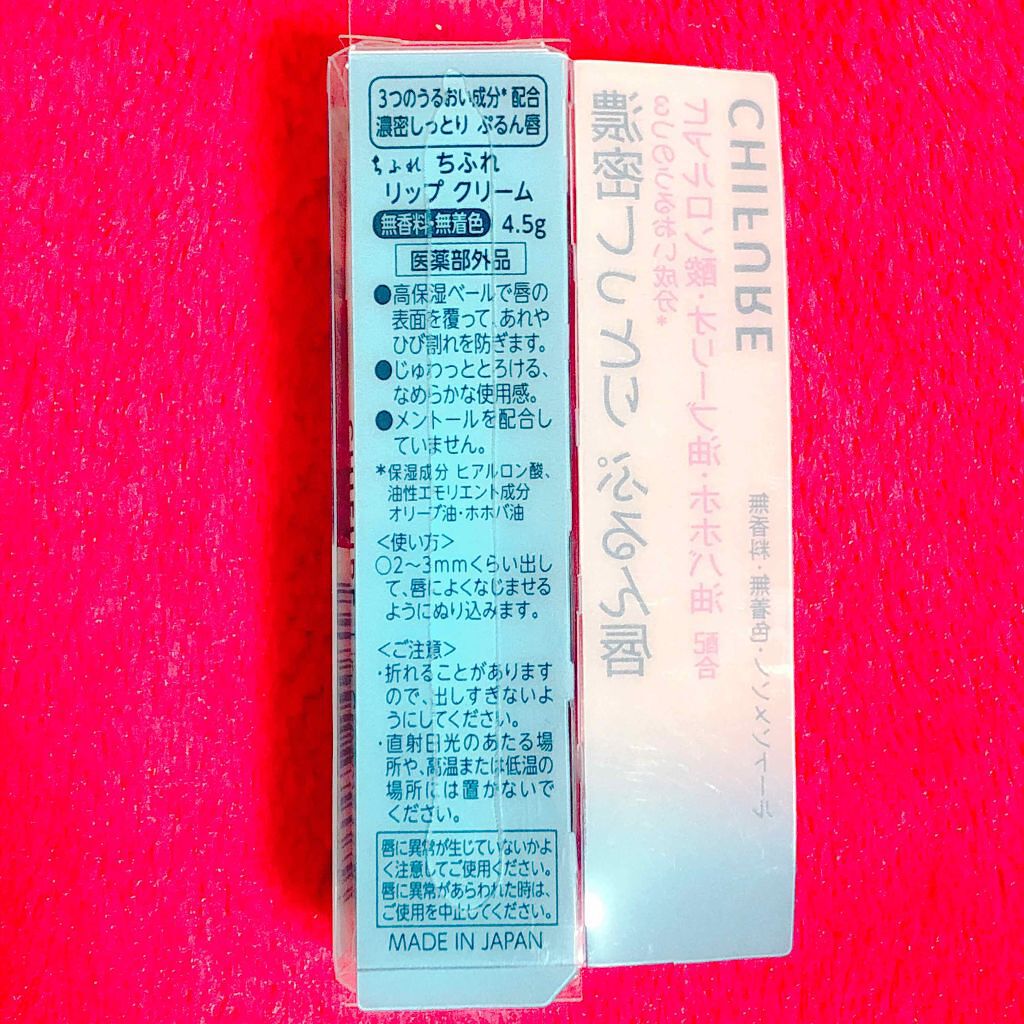 3つのうるおい成分*配合
濃密しっとり ぷるん唇
ちふれ ちふれ
リップ クリーム
無香料・無着色 4.5g
医薬部外品
●高保湿ベールで唇の
表面を覆って、あれや
ひび割れを防ぎます。
●じゅわっととろける、
なめらかな使用感。
●メントールを配合し
ていません。
*保湿成分 ヒアルロン酸、
油性エモリエント成分
オリーブ油・ホホバ油
<使い方>
○2～3mmくらい出し
て、唇によくなじませる
ようにぬり込みます。
<ご注意>
・折れることがあります
ので、出しすぎないよ
うにしてください。
・直射日光のあたる場
所や、高温または低温の
場所には置かないで
ください。
唇に異常が生じていないかよ
く注意してご使用ください。
唇に異常があらわれた時は、
ご使用を中止してください。
MADE IN JAPAN
CHIFURE
ヒアルロン酸・オリーブ油・ホホバ油 配合
3つのうるおい成分*
濃密しっとり ぷるん唇
無香料・無着色・ノンメントール